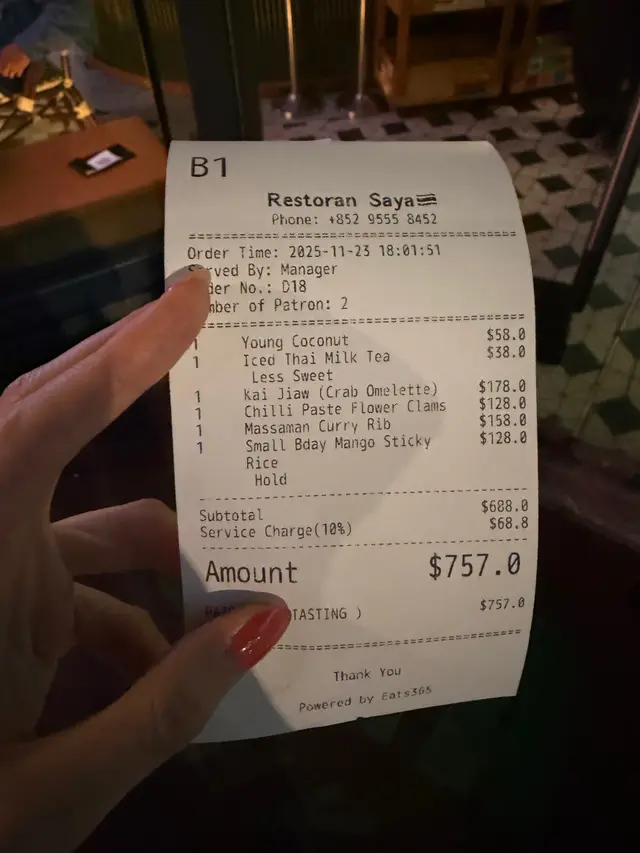 B1
Restoran Saya
Phone: +852 9555 8452
Order Time: 2025-11-23 18:01:51
Served By: Manager
der No.: D18
mber of Patron: 2
1 Young Coconut $58.0
1 Iced Thai Milk Tea $38.0
Less Sweet
1 Kai Jiaw (Crab Omelette) $178.0
1 Chilli Paste Flower Clams $128.0
1 Massaman Curry Rib $158.0
1 Small Bday Mango Sticky $128.0
Rice
Hold
Subtotal $688.0
Service Charge(10%) $68.8
Amount $757.0
TASTING ) $757.0
Thank You
Powered by Eats365